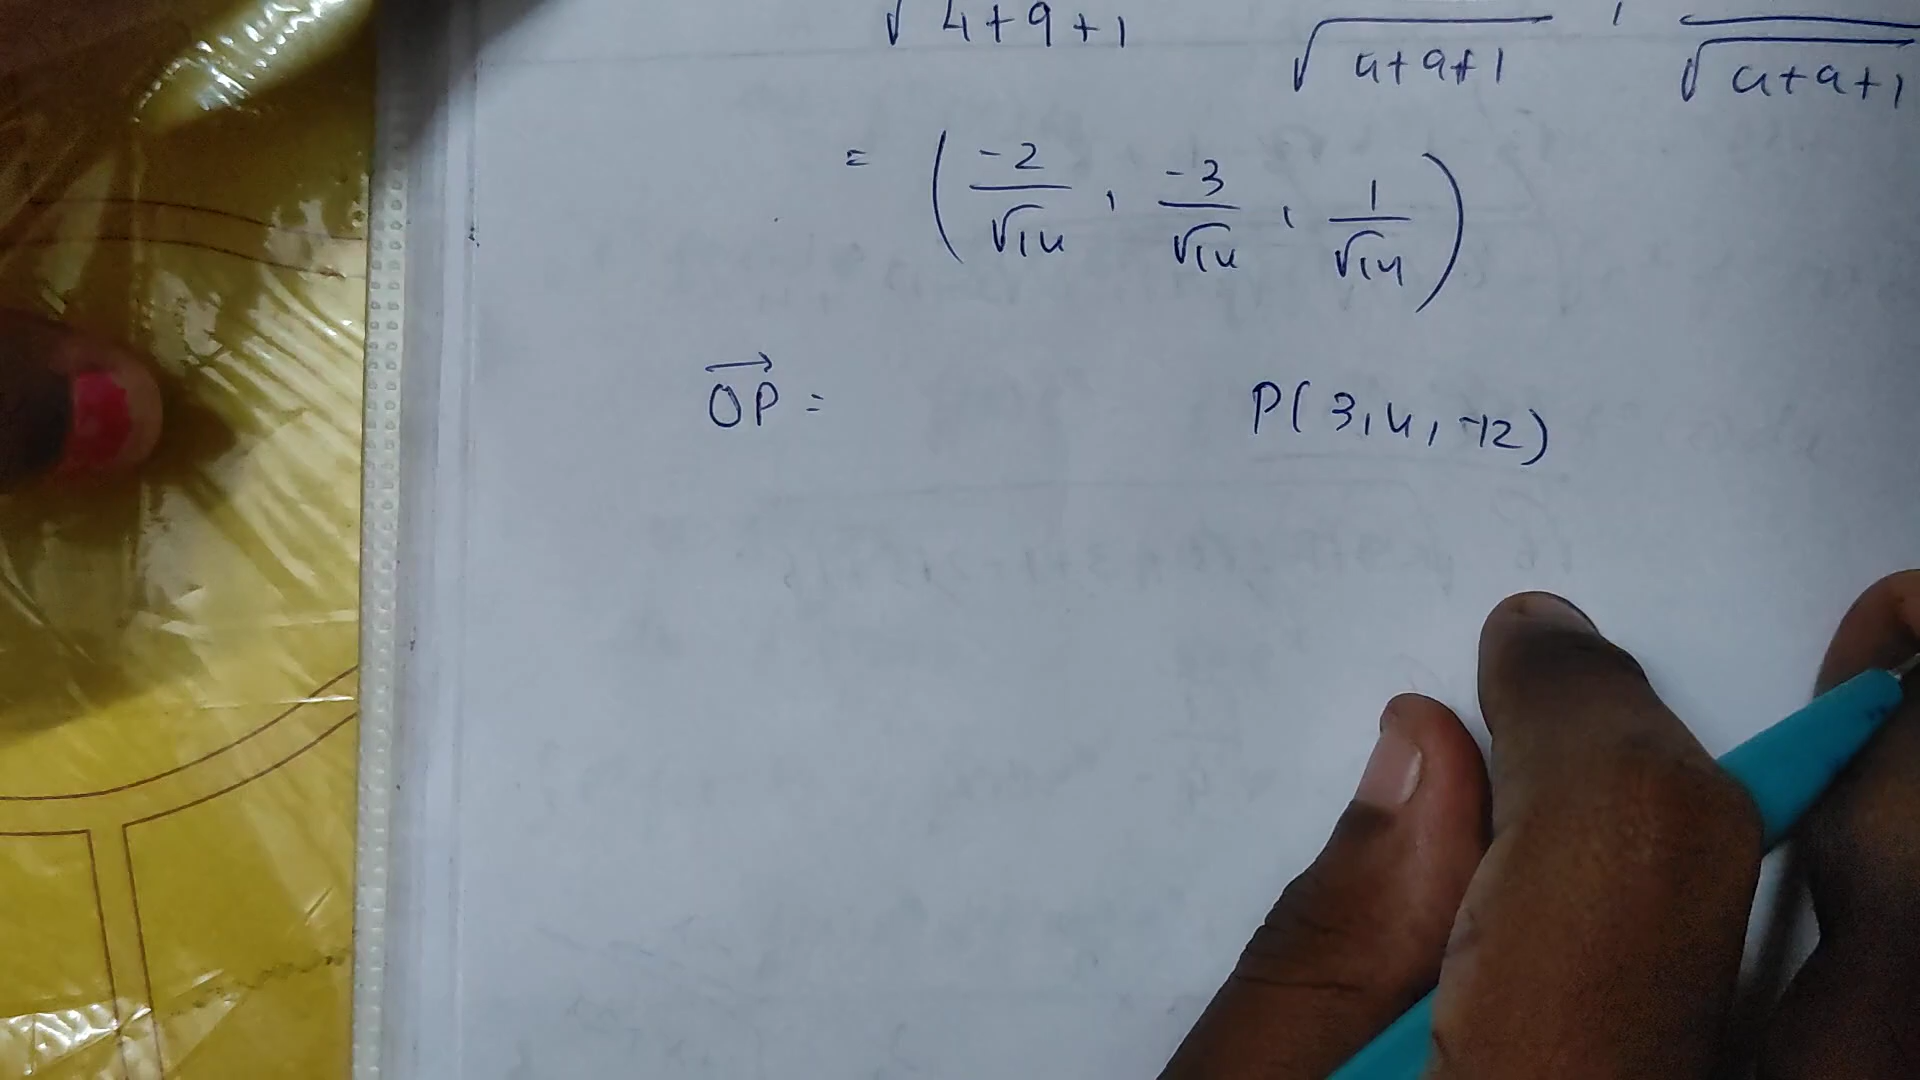 √4+9+1 √4+9+1 , √4+9+1
= (-2/√14 , -3/√14 , 1/√14)
OP⃗ = P(3, 4, -12)